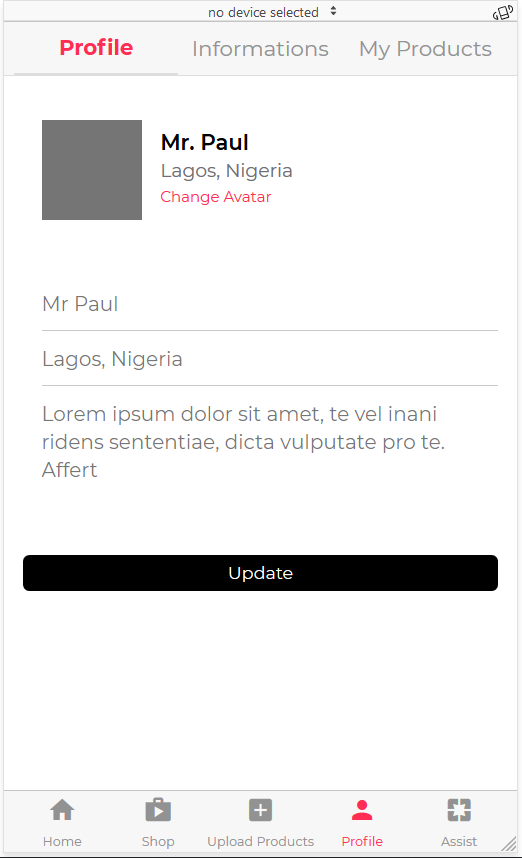 no device selected
Profile Informations My Products
Mr. Paul
Lagos, Nigeria
Change Avatar
Mr Paul
Lagos, Nigeria
Lorem ipsum dolor sit amet, te vel inani
ridens sententiae, dicta vulputate pro te.
Affert
Update
Home Shop Upload Products Profile Assist